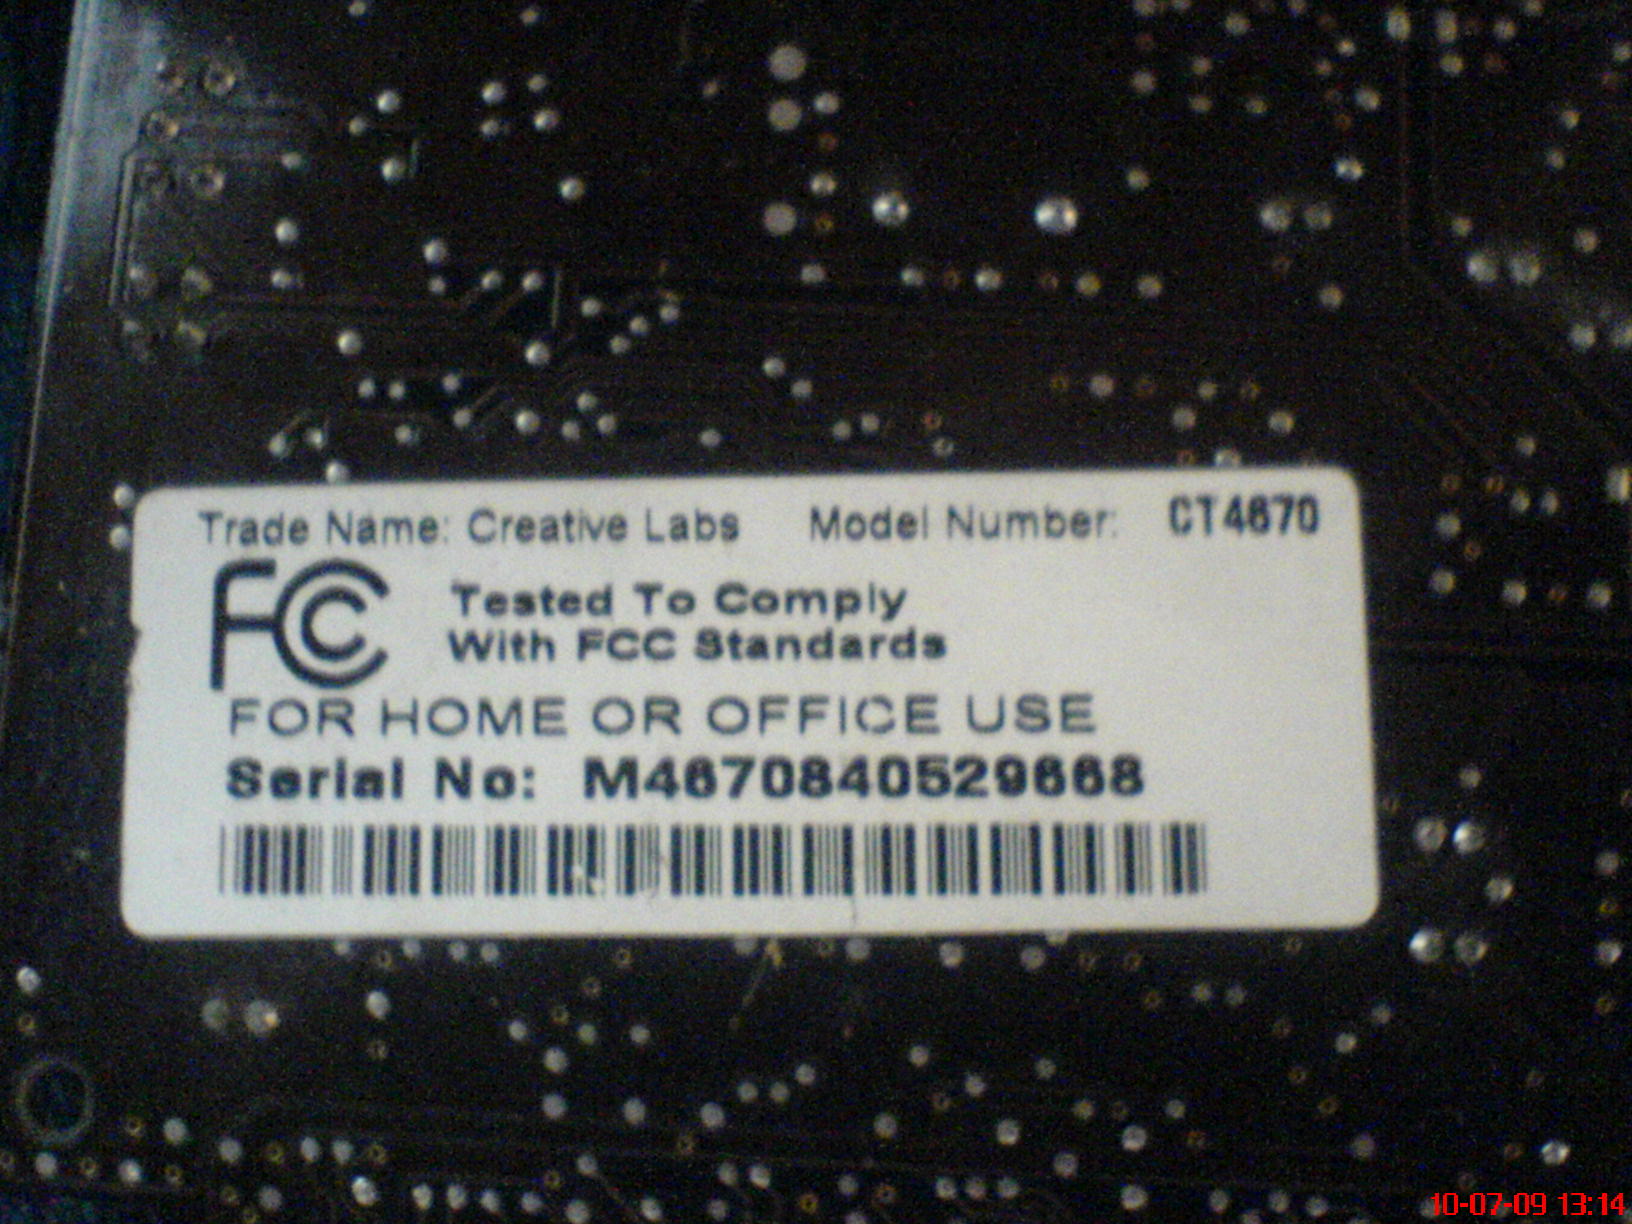 Trade Name: Creative Labs Model Number: CT4670
FCC Tested To Comply
With FCC Standards
FOR HOME OR OFFICE USE
Serial No: M4670840529668
10-07-09 13:14